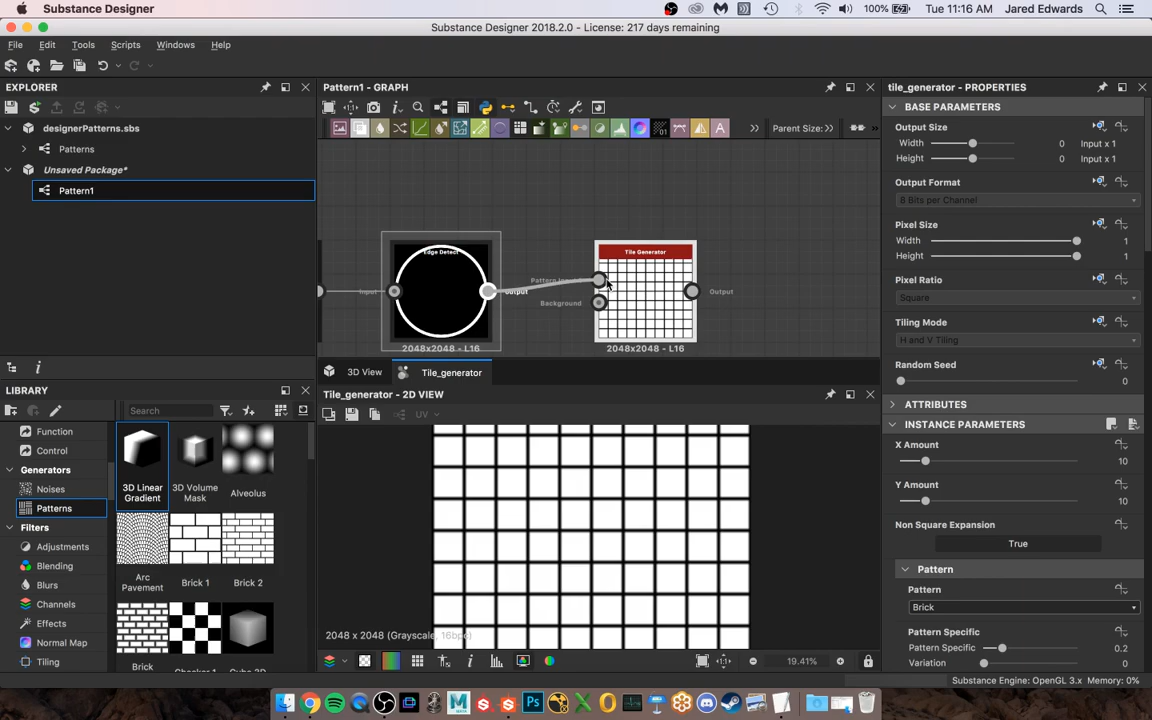 Substance Designer
100%
Tue 11:16 AM
Jared Edwards
Substance Designer 2018.2.0 - License: 217 days remaining
File
Edit
Tools
Scripts
Windows
Help
EXPLORER
designerPatterns.sbs
Patterns
Unsaved Package*
Pattern1
LIBRARY
Search
Function
Control
Generators
Noises
Patterns
Filters
Adjustments
Blending
Blurs
Channels
Effects
Normal Map
Tiling
3D Linear
Gradient
3D Volume
Mask
Alveolus
Arc
Pavement
Brick 1
Brick 2
Brick
Checker 1
Cube 3D
Pattern1 - GRAPH
Parent Size:
Edge Detect
Input
Output
2048x2048 - L16
Tile Generator
Background
Output
2048x2048 - L16
3D View
Tile_generator
Tile_generator - 2D VIEW
UV
2048 x 2048 (Grayscale, 16bpc)
19.41%
tile_generator - PROPERTIES
BASE PARAMETERS
Output Size
Width
0
Input x 1
Height
0
Input x 1
Output Format
8 Bits per Channel
Pixel Size
Width
1
Height
1
Pixel Ratio
Square
Tiling Mode
H and V Tiling
Random Seed
0
ATTRIBUTES
INSTANCE PARAMETERS
X Amount
10
Y Amount
10
Non Square Expansion
True
Pattern
Pattern
Brick
Pattern Specific
Pattern Specific
0.2
Variation
0
Substance Engine: OpenGL 3.x Memory: 0%